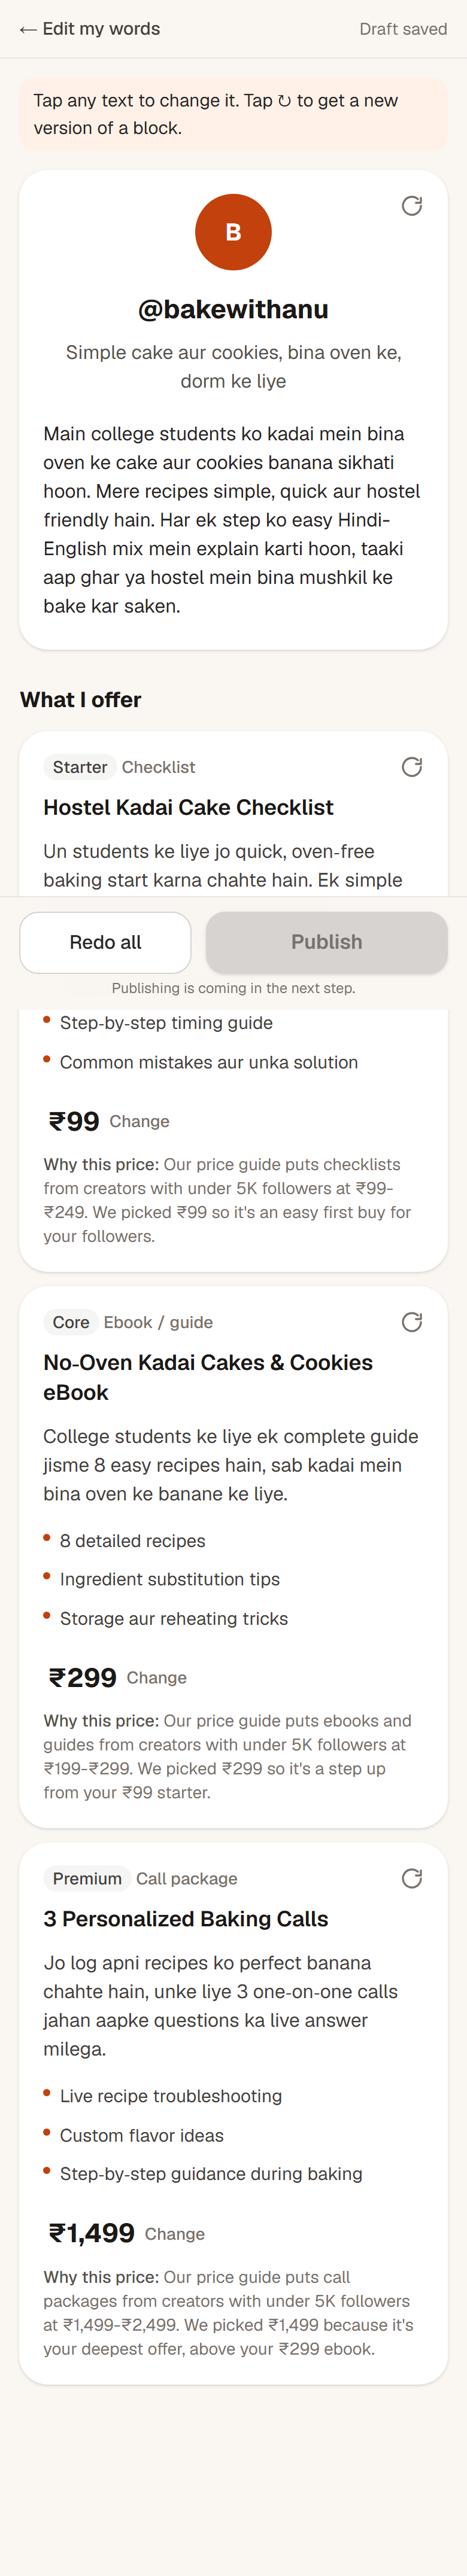 ← Edit my words
Draft saved
Tap any text to change it. Tap ↻ to get a new
version of a block.
B
@bakewithanu
Simple cake aur cookies, bina oven ke,
dorm ke liye
Main college students ko kadai mein bina
oven ke cake aur cookies banana sikhati
hoon. Mere recipes simple, quick aur hostel
friendly hain. Har ek step ko easy Hindi-
English mix mein explain karti hoon, taaki
aap ghar ya hostel mein bina mushkil ke
bake kar saken.
What I offer
Starter Checklist
Hostel Kadai Cake Checklist
Un students ke liye jo quick, oven-free
baking start karna chahte hain. Ek simple
Redo all
Publish
Publishing is coming in the next step.
Step-by-step timing guide
Common mistakes aur unka solution
₹99 Change
Why this price: Our price guide puts checklists
from creators with under 5K followers at ₹99-
₹249. We picked ₹99 so it's an easy first buy for
your followers.
Core Ebook / guide
No-Oven Kadai Cakes & Cookies
eBook
College students ke liye ek complete guide
jisme 8 easy recipes hain, sab kadai mein
bina oven ke banane ke liye.
8 detailed recipes
Ingredient substitution tips
Storage aur reheating tricks
₹299 Change
Why this price: Our price guide puts ebooks and
guides from creators with under 5K followers at
₹199-₹299. We picked ₹299 so it's a step up
from your ₹99 starter.
Premium Call package
3 Personalized Baking Calls
Jo log apni recipes ko perfect banana
chahte hain, unke liye 3 one-on-one calls
jahan aapke questions ka live answer
milega.
Live recipe troubleshooting
Custom flavor ideas
Step-by-step guidance during baking
₹1,499 Change
Why this price: Our price guide puts call
packages from creators with under 5K followers
at ₹1,499-₹2,499. We picked ₹1,499 because it's
your deepest offer, above your ₹299 ebook.